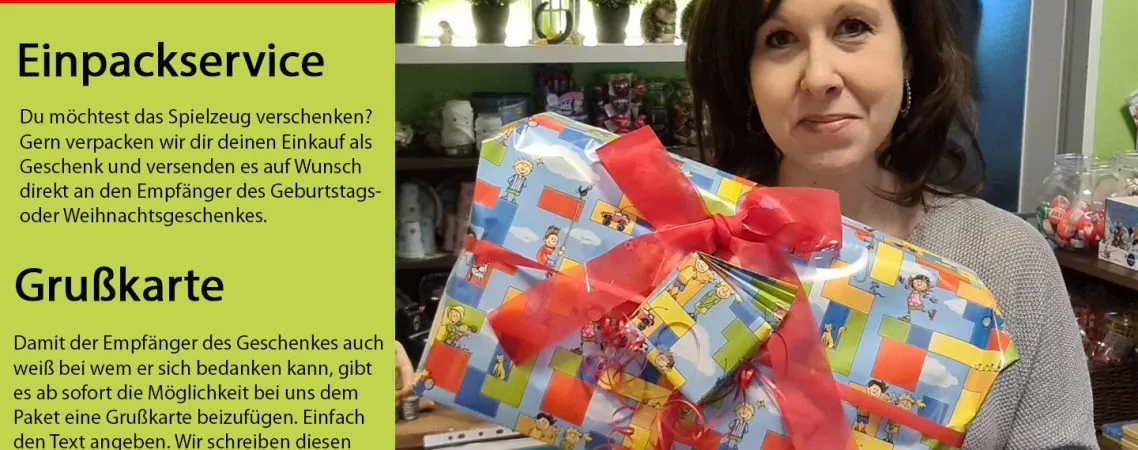 Einpackservice
Du möchtest das Spielzeug verschenken?
Gern verpacken wir dir deinen Einkauf als
Geschenk und versenden es auf Wunsch
direkt an den Empfänger des Geburtstags-
oder Weihnachtsgeschenkes.
Grußkarte
Damit der Empfänger des Geschenkes auch
weiß bei wem er sich bedanken kann, gibt
es ab sofort die Möglichkeit bei uns dem
Paket eine Grußkarte beizufügen. Einfach
den Text angeben. Wir schreiben diesen